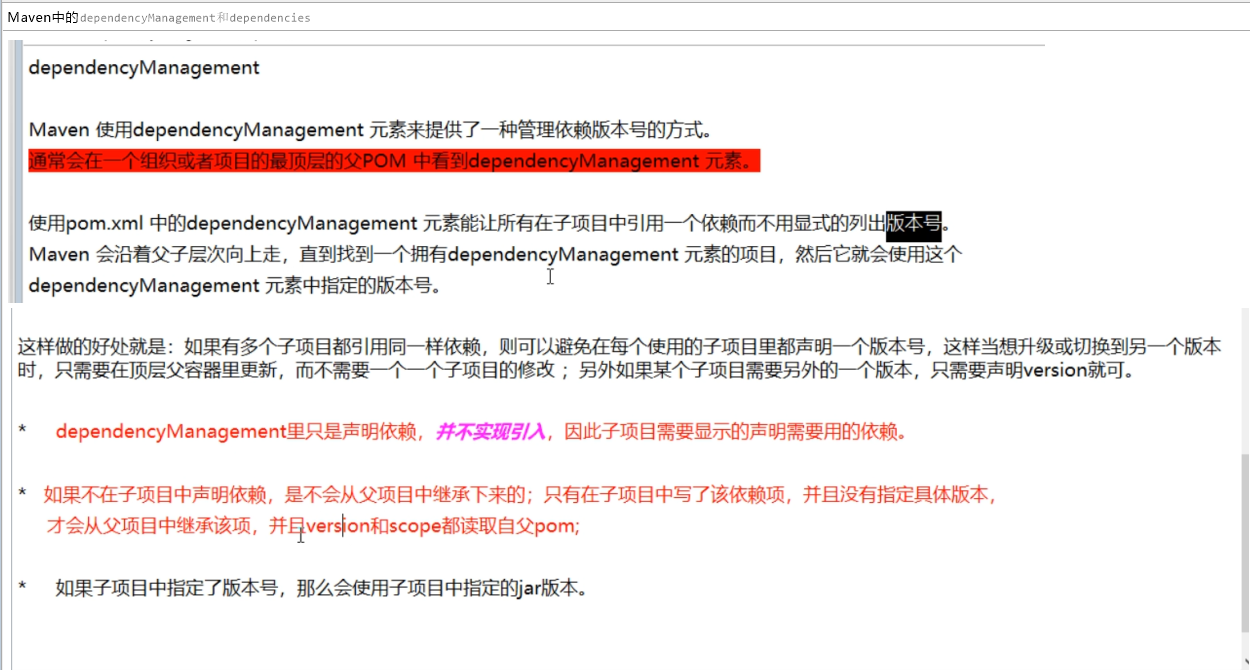 Maven中的dependencyManagement和dependencies
dependencyManagement
Maven 使用dependencyManagement 元素来提供了一种管理依赖版本号的方式。
通常会在一个组织或者项目的最顶层的父POM 中看到dependencyManagement 元素。
使用pom.xml 中的dependencyManagement 元素能让所有在子项目中引用一个依赖而不用显式的列出版本号。
Maven 会沿着父子层次向上走，直到找到一个拥有dependencyManagement 元素的项目，然后它就会使用这个
dependencyManagement 元素中指定的版本号。
这样做的好处就是：如果有多个子项目都引用同一样依赖，则可以避免在每个使用的子项目里都声明一个版本号，这样当想升级或切换到另一个版本
时，只需要在顶层父容器里更新，而不需要一个一个子项目的修改 ；另外如果某个子项目需要另外的一个版本，只需要声明version就可。
* dependencyManagement里只是声明依赖，并不实现引入，因此子项目需要显示的声明需要用的依赖。
* 如果不在子项目中声明依赖，是不会从父项目中继承下来的；只有在子项目中写了该依赖项，并且没有指定具体版本，
才会从父项目中继承该项，并且version和scope都读取自父pom;
* 如果子项目中指定了版本号，那么会使用子项目中指定的jar版本。